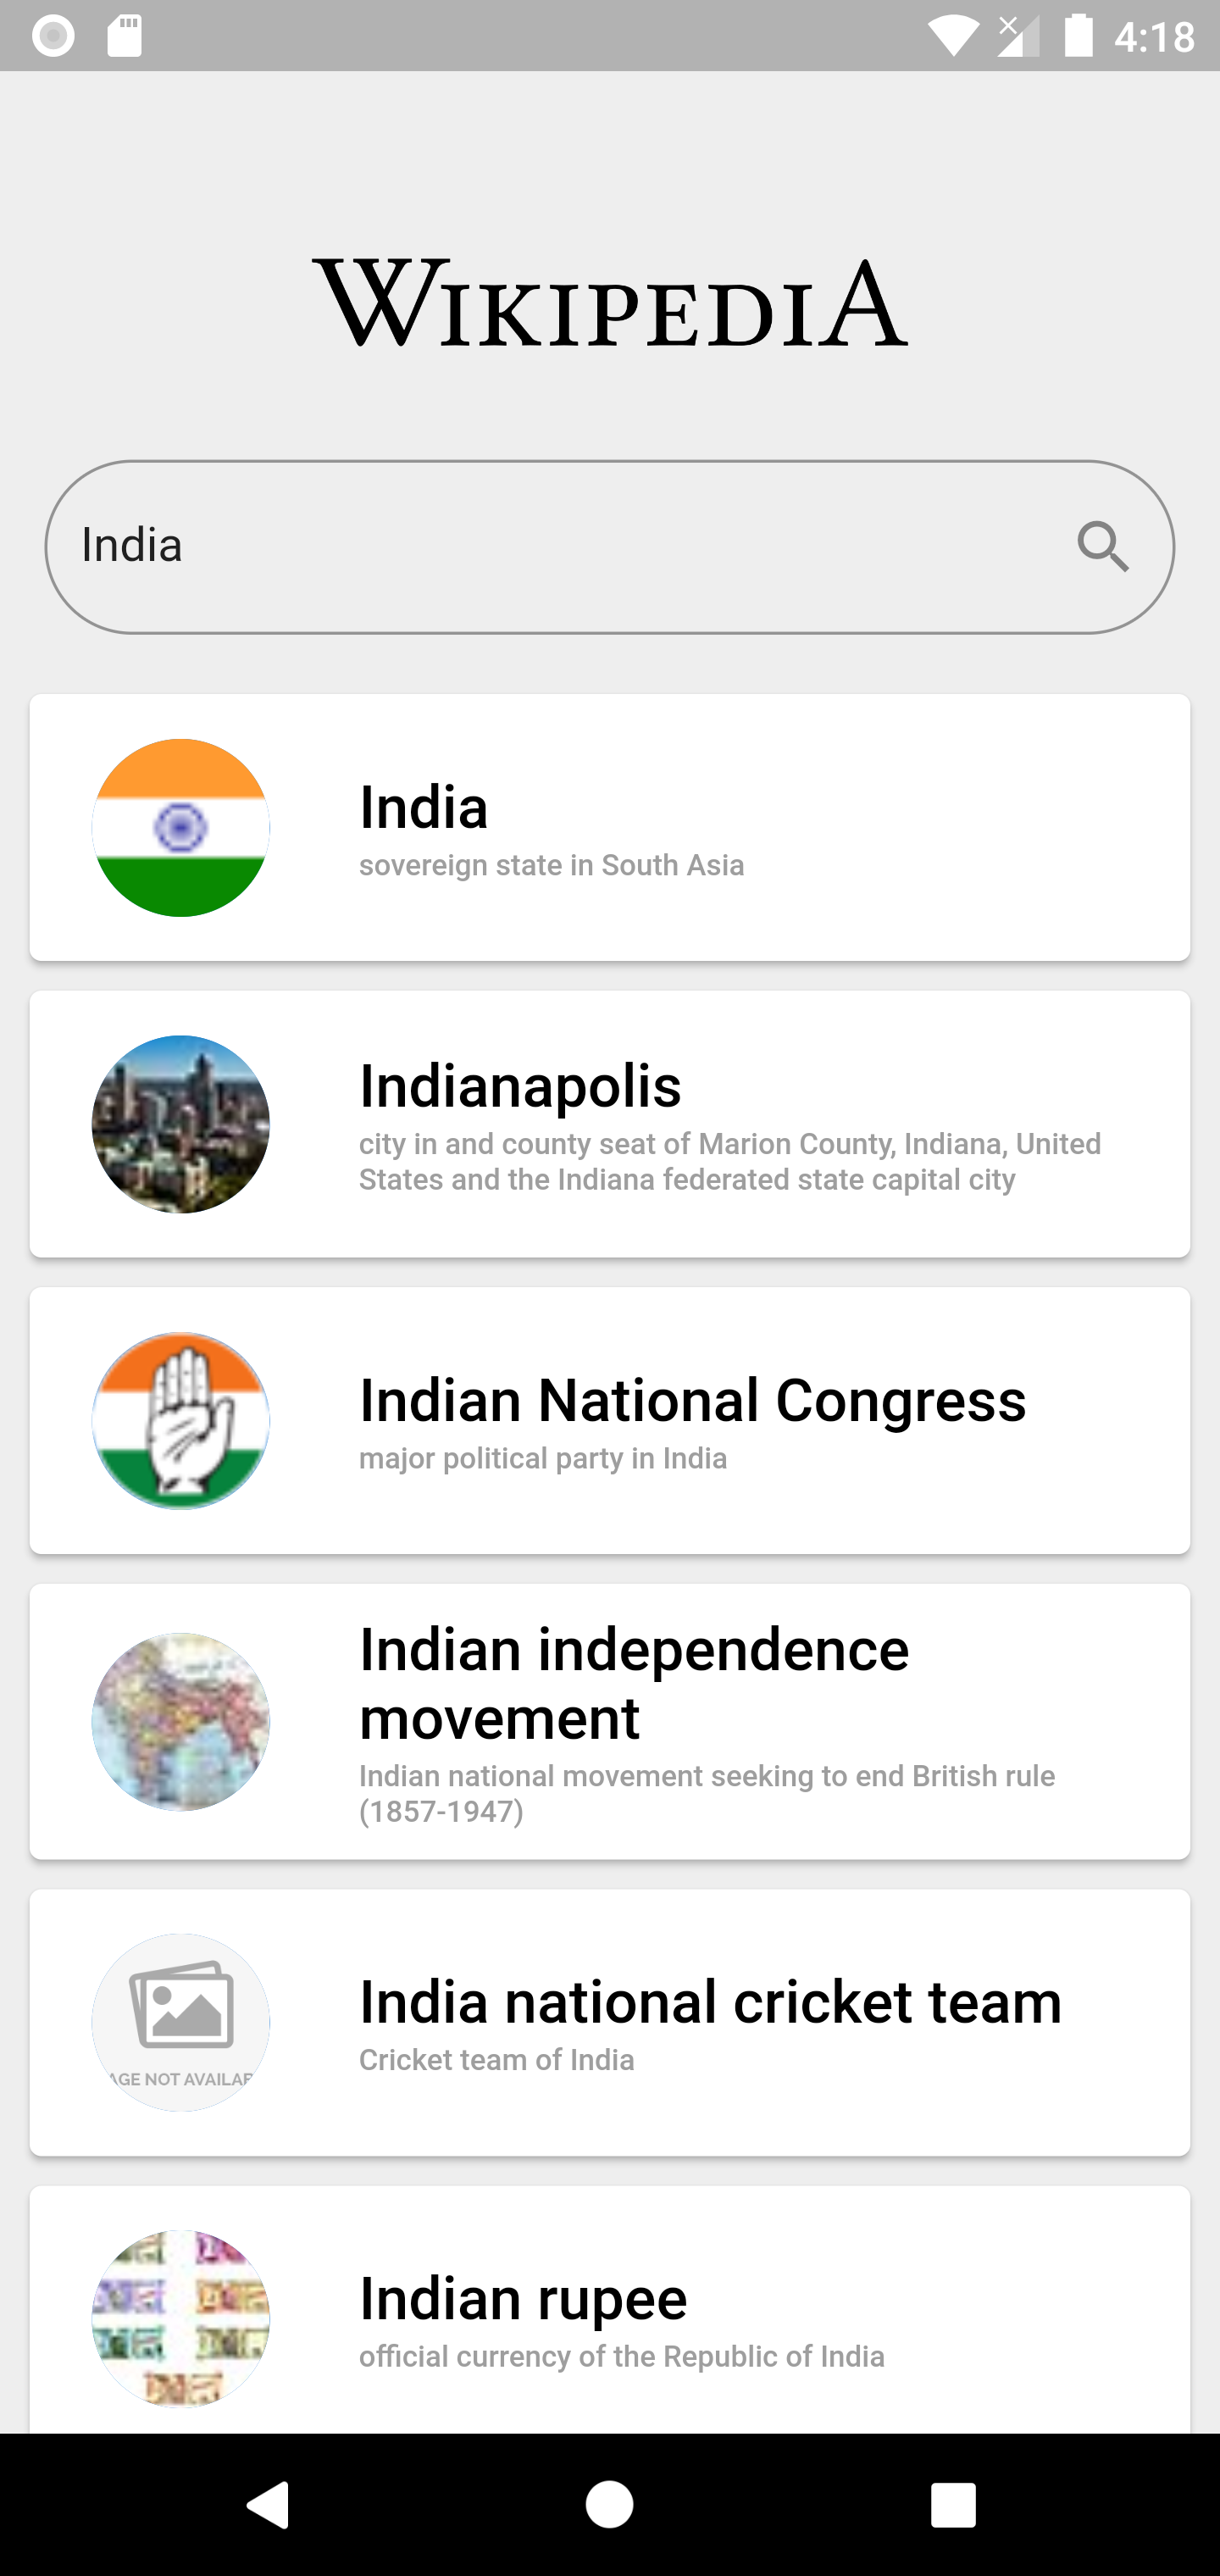 4:18
WIKIPEDIA
India
India
sovereign state in South Asia
Indianapolis
city in and county seat of Marion County, Indiana, United
States and the Indiana federated state capital city
Indian National Congress
major political party in India
Indian independence
movement
Indian national movement seeking to end British rule
(1857-1947)
India national cricket team
AGE NOT AVAILAB
Cricket team of India
Indian rupee
official currency of the Republic of India